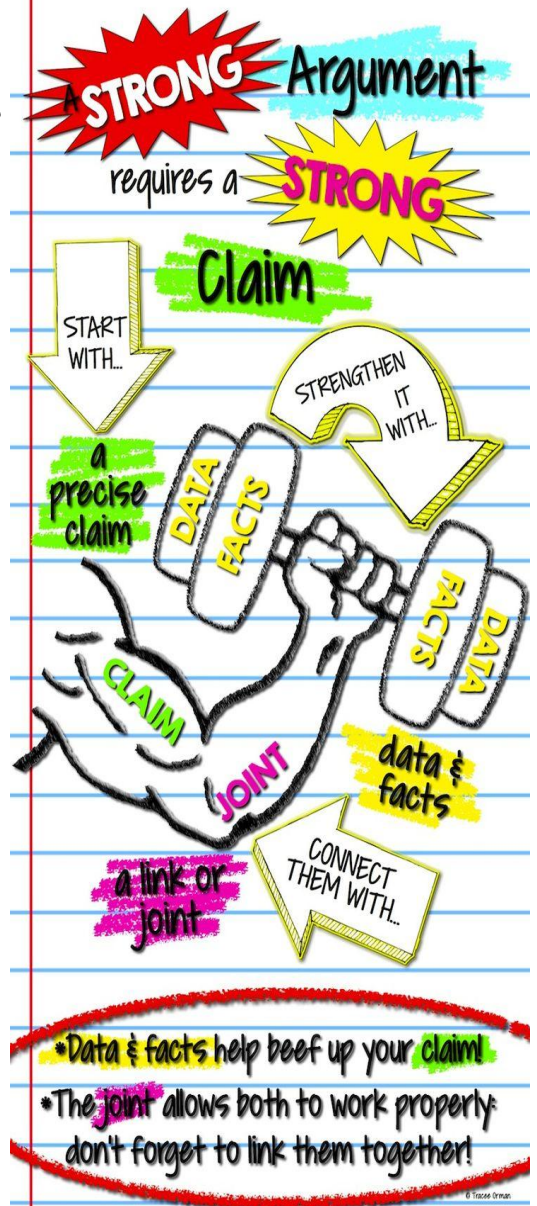 A STRONG Argument
requires a STRONG
Claim
START
WITH...
STRENGTHEN
IT
WITH...
a
precise
claim
DATA
FACTS
FACTS
DATA
CLAIM
JOINT
data &
facts
CONNECT
THEM WITH...
a link or
joint
*Data & facts help beef up your claim!
*The joint allows both to work properly:
don't forget to link them together!
© Tracee Orman